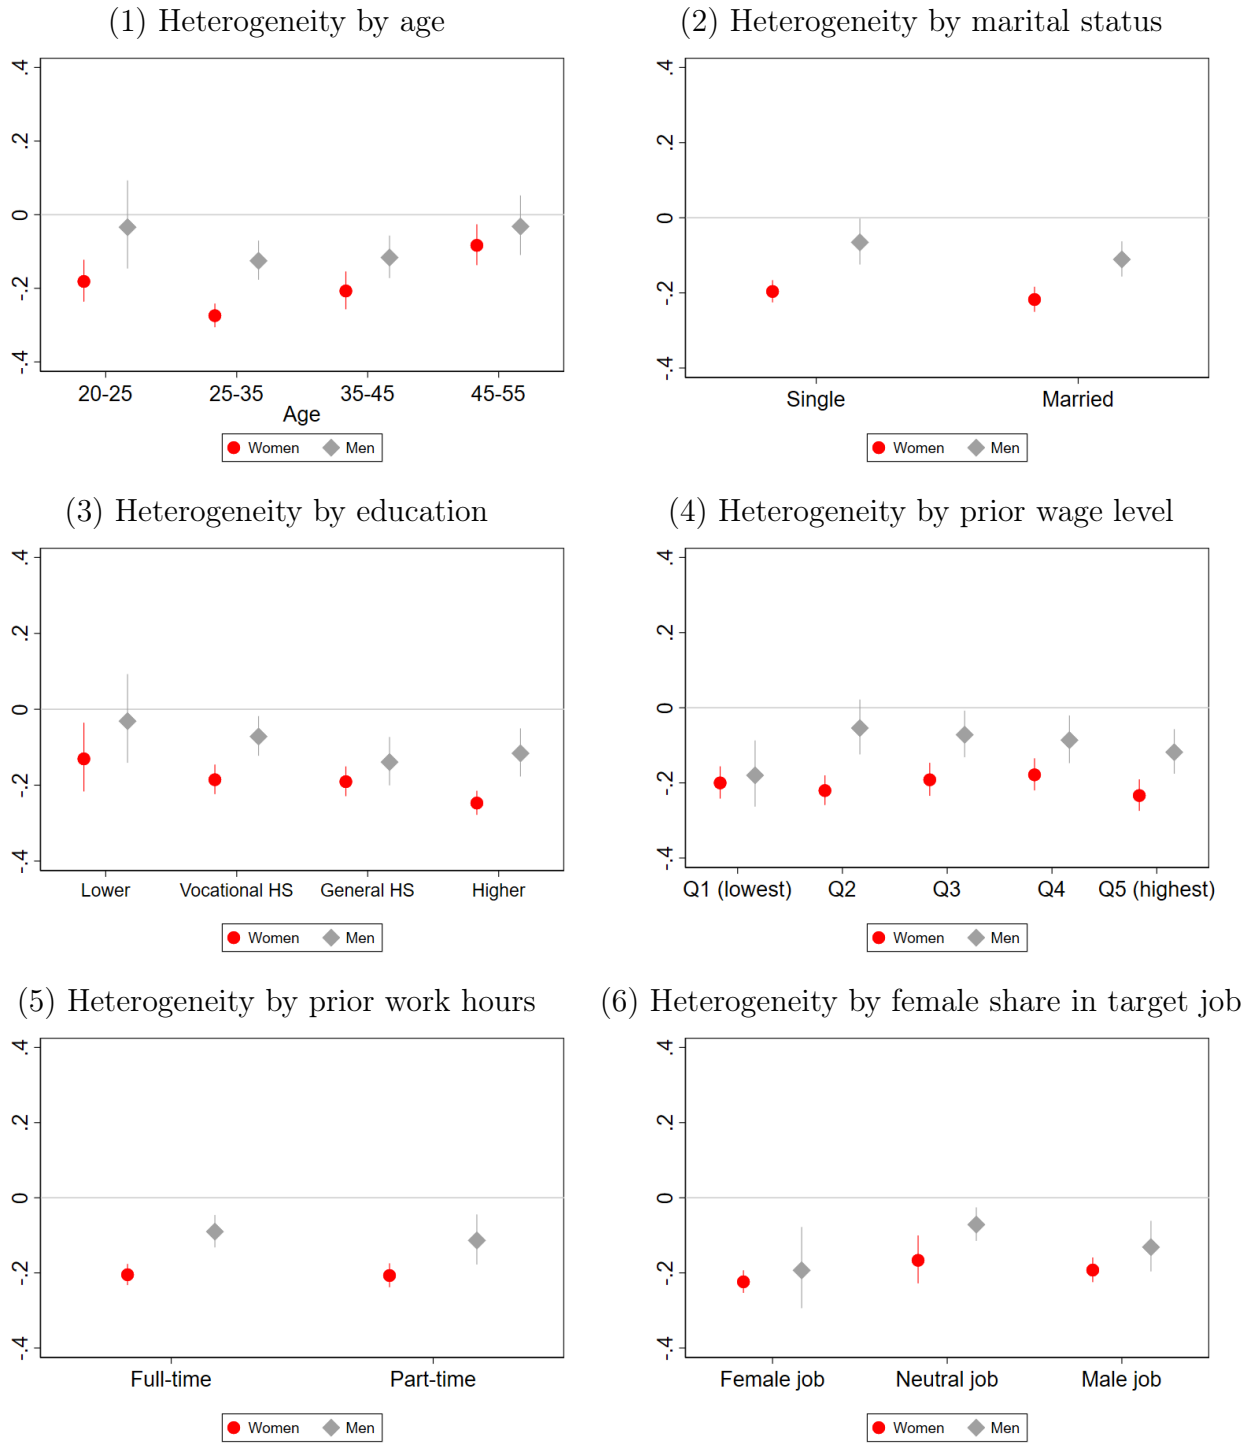 (1) Heterogeneity by age
.4
.2
0
-.2
-.4
20-25 25-35 35-45 45-55
Age
Women Men
(2) Heterogeneity by marital status
.4
.2
0
-.2
-.4
Single Married
Women Men
(3) Heterogeneity by education
.4
.2
0
-.2
-.4
Lower Vocational HS General HS Higher
Women Men
(4) Heterogeneity by prior wage level
.4
.2
0
-.2
-.4
Q1 (lowest) Q2 Q3 Q4 Q5 (highest)
Women Men
(5) Heterogeneity by prior work hours
.4
.2
0
-.2
-.4
Full-time Part-time
Women Men
(6) Heterogeneity by female share in target job
.4
.2
0
-.2
-.4
Female job Neutral job Male job
Women Men